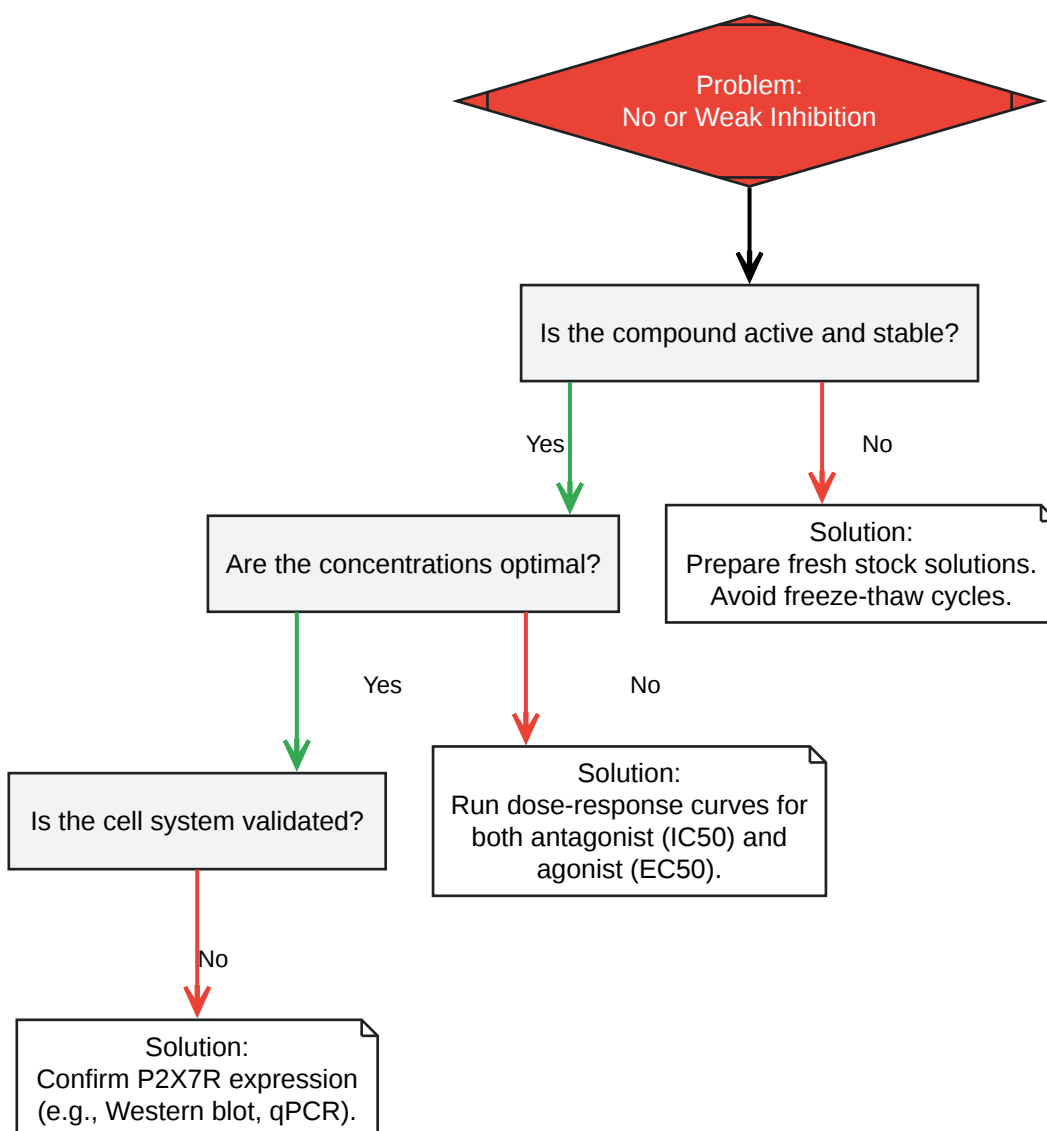 Problem:
No or Weak Inhibition
Is the compound active and stable?
Yes
No
Solution:
Prepare fresh stock solutions.
Avoid freeze-thaw cycles.
Are the concentrations optimal?
Yes
No
Solution:
Run dose-response curves for
both antagonist (IC50) and
agonist (EC50).
Is the cell system validated?
No
Solution:
Confirm P2X7R expression
(e.g., Western blot, qPCR).